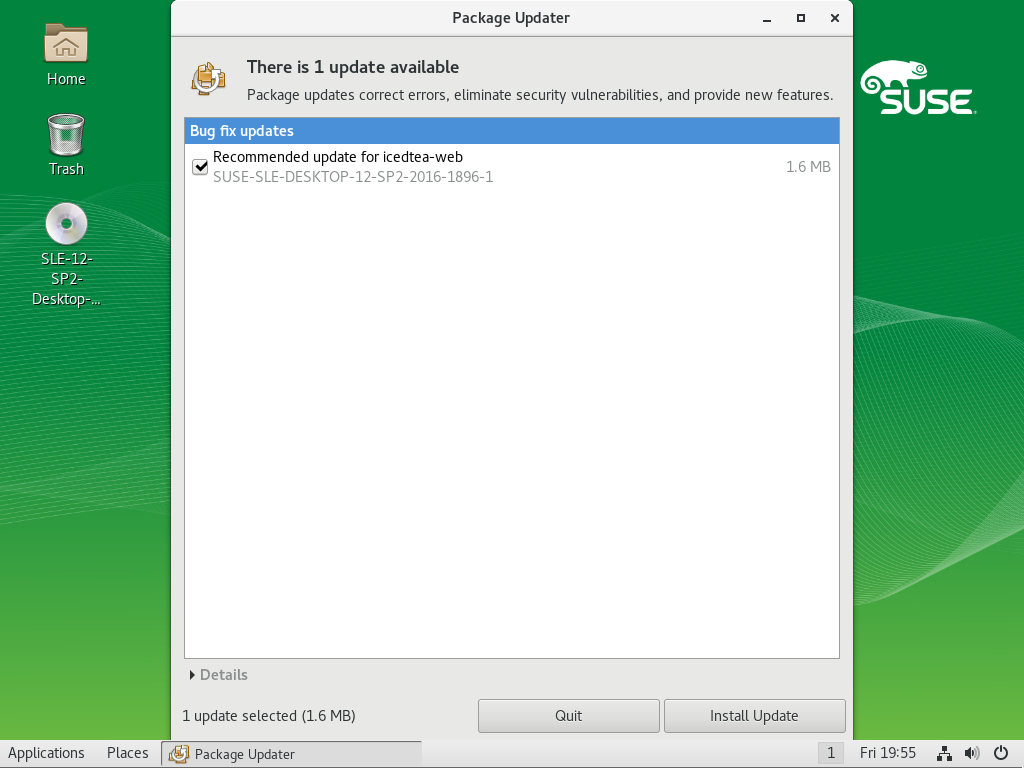 Package Updater
Home
Trash
SLE-12-
SP2-
Desktop-...
There is 1 update available
Package updates correct errors, eliminate security vulnerabilities, and provide new features.
Bug fix updates
Recommended update for icedtea-web
SUSE-SLE-DESKTOP-12-SP2-2016-1896-1
1.6 MB
SUSE
Details
1 update selected (1.6 MB)
Quit
Install Update
Applications
Places
Package Updater
1
Fri 19:55